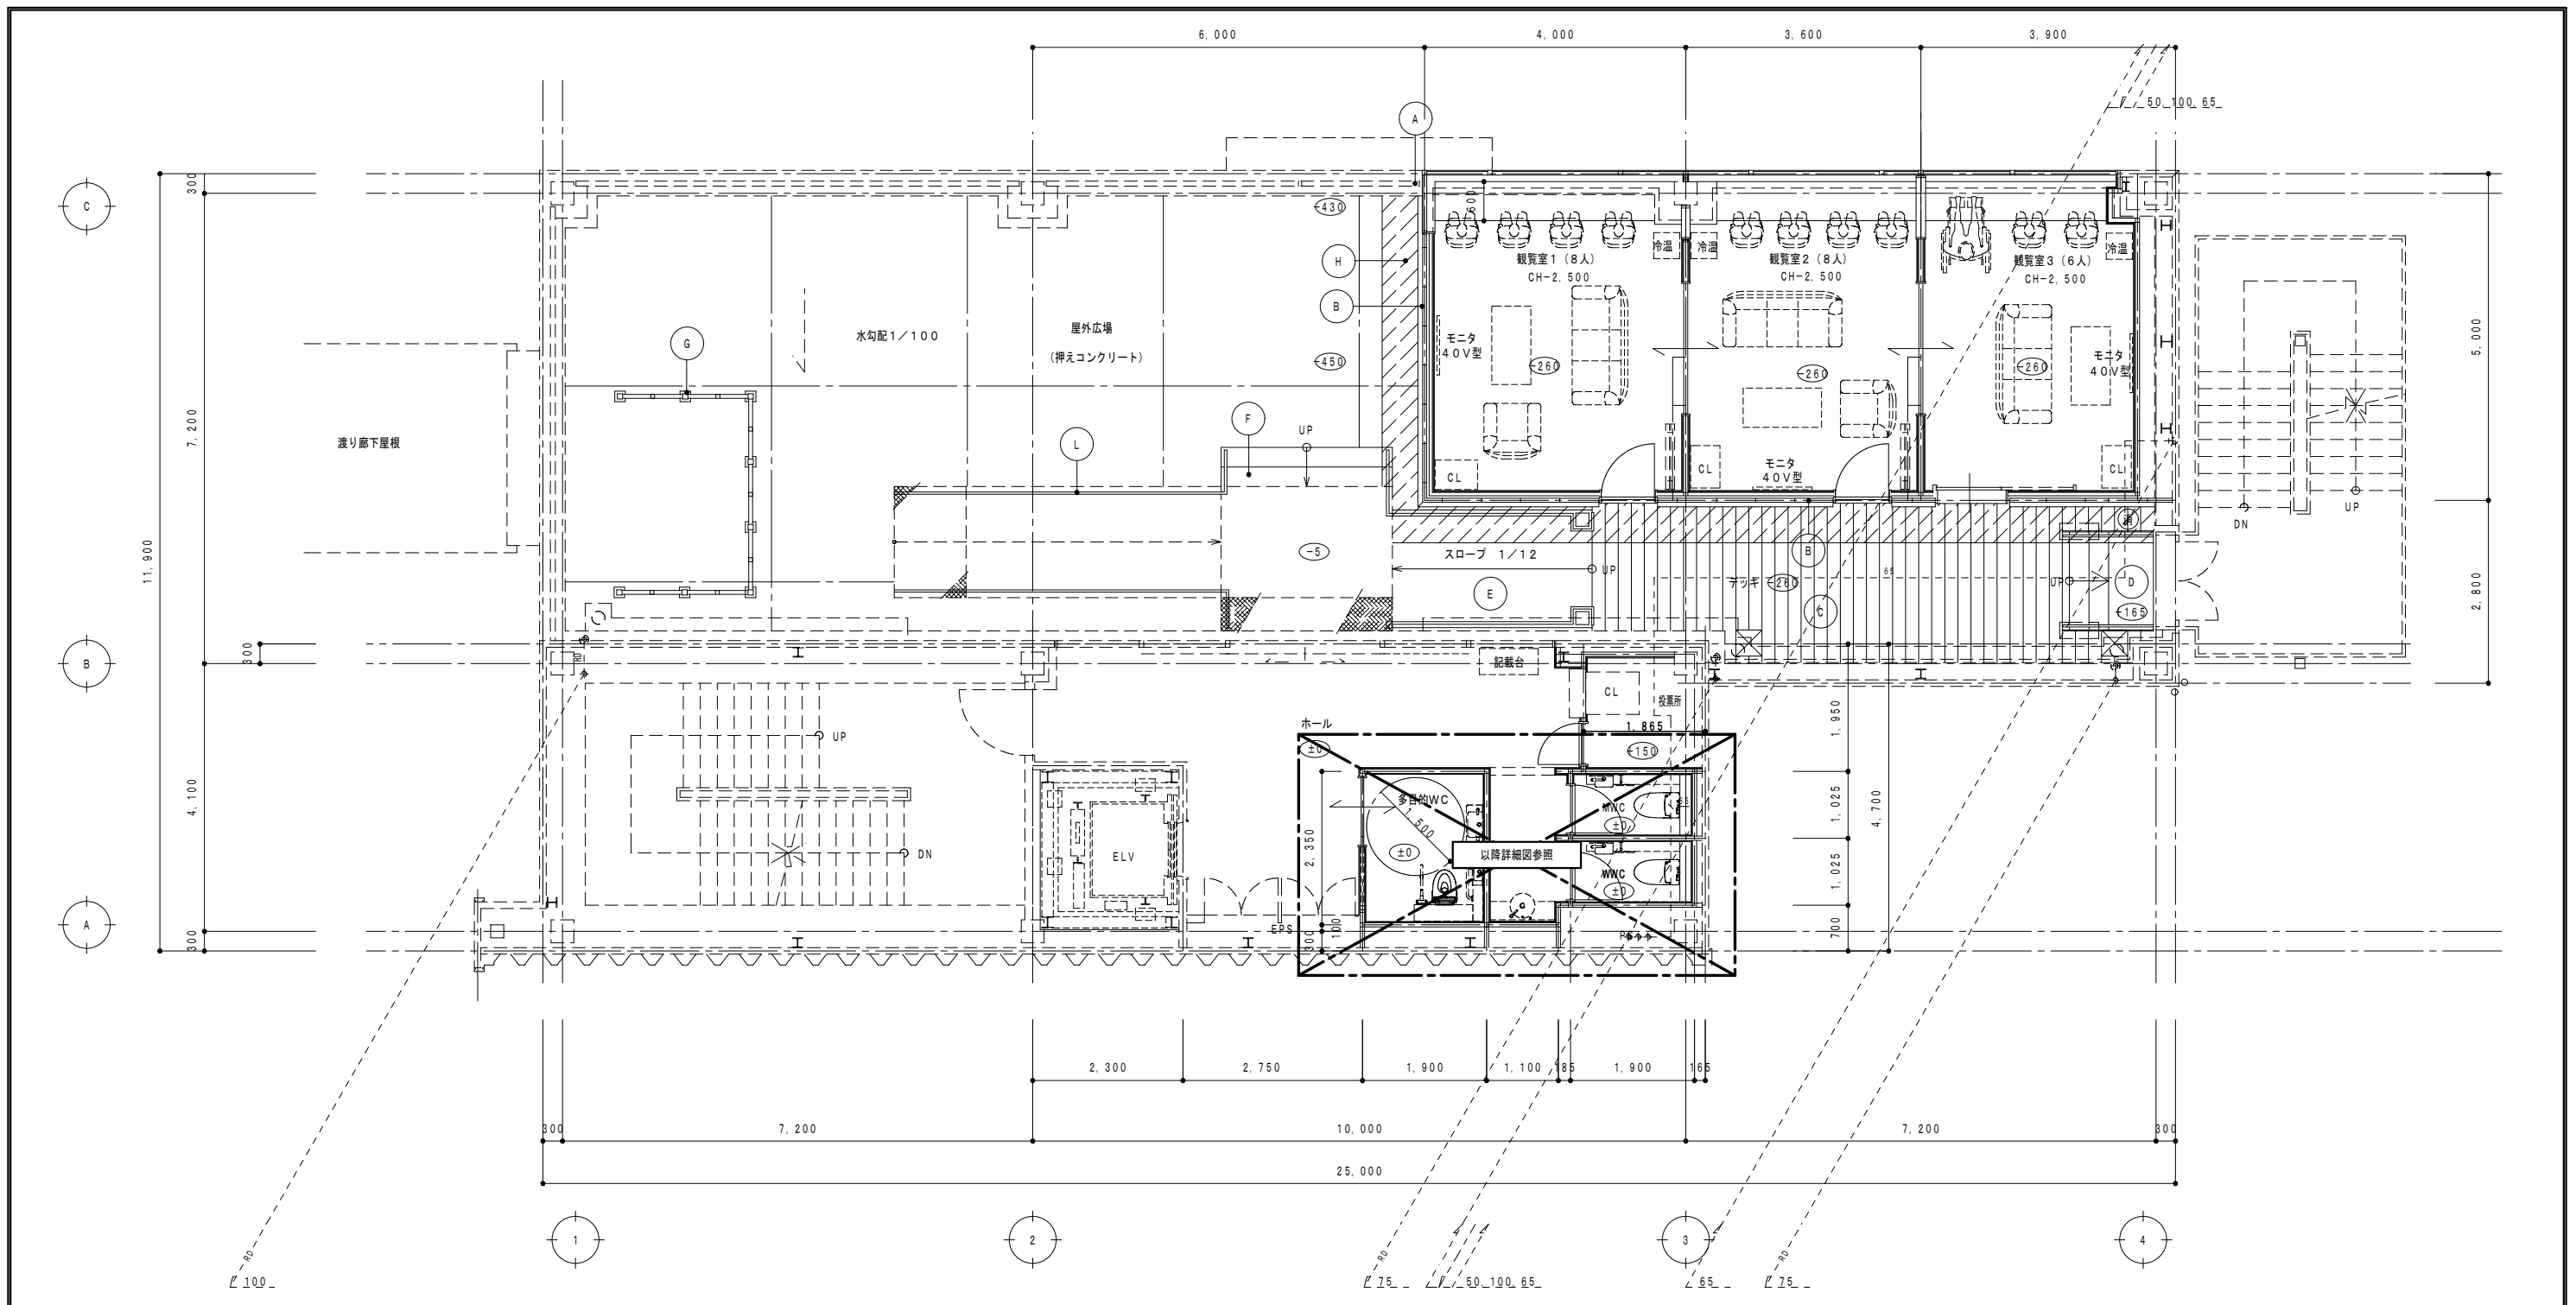 6,000
4,000
3,600
3,900
50,100,65
A
C
300
-430
600
H
冷温
冷温
冷温
観覧室1（8人）
CH-2,500
観覧室2（8人）
CH-2,500
観覧室3（6人）
CH-2,500
B
G
水勾配1／100
屋外広場
（押えコンクリート）
-450
モニタ
40V型
-260
-260
-260
モニタ
40V型
5,000
7,200
渡り廊下屋根
L
F
UP
CL
CL
モニタ
40V型
CL
DN
UP
11,900
-5
スロープ 1／12
UP
E
B
デッキ
-260
65
C
UP
D
-165
消
2,800
B
300
RD
記載台
CL
投票所
ホール
±0
1,865
-150
1,950
UP
DN
4,100
ELV
多目的WC
1,500
±0
2,350
MWC
±0
65
以降詳細図参照
WWC
±0
1,025
1,025
4,700
A
300
EPS
300
100
PS
700
2,300
2,750
1,900
1,100
185
1,900
165
300
7,200
10,000
7,200
300
25,000
1
2
3
4
RD
100
RD
75
50,100,65
65
RD
75